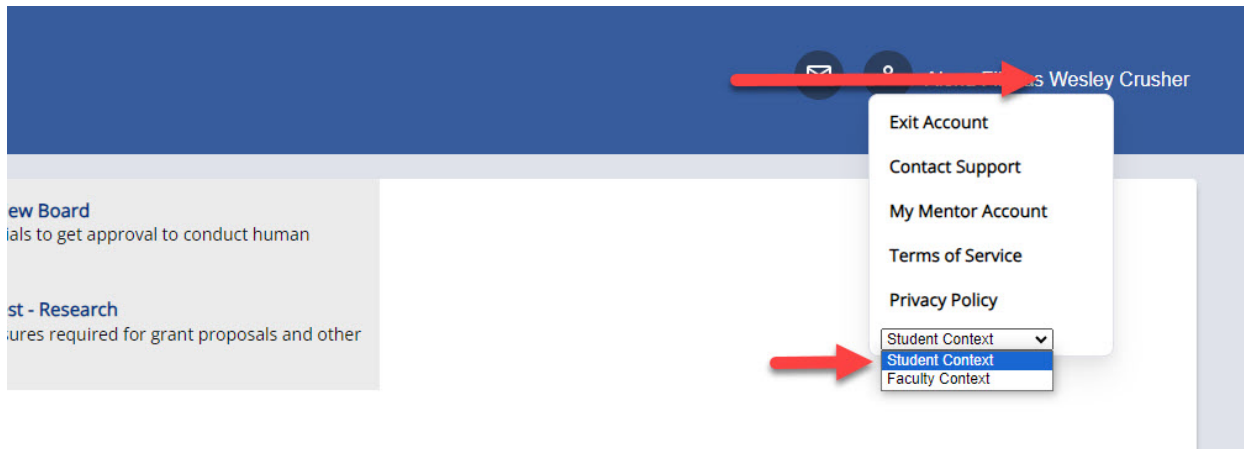 s Wesley Crusher
Exit Account
Contact Support
My Mentor Account
Terms of Service
Privacy Policy
Student Context
Student Context
Faculty Context
ew Board
ials to get approval to conduct human
st - Research
sures required for grant proposals and other